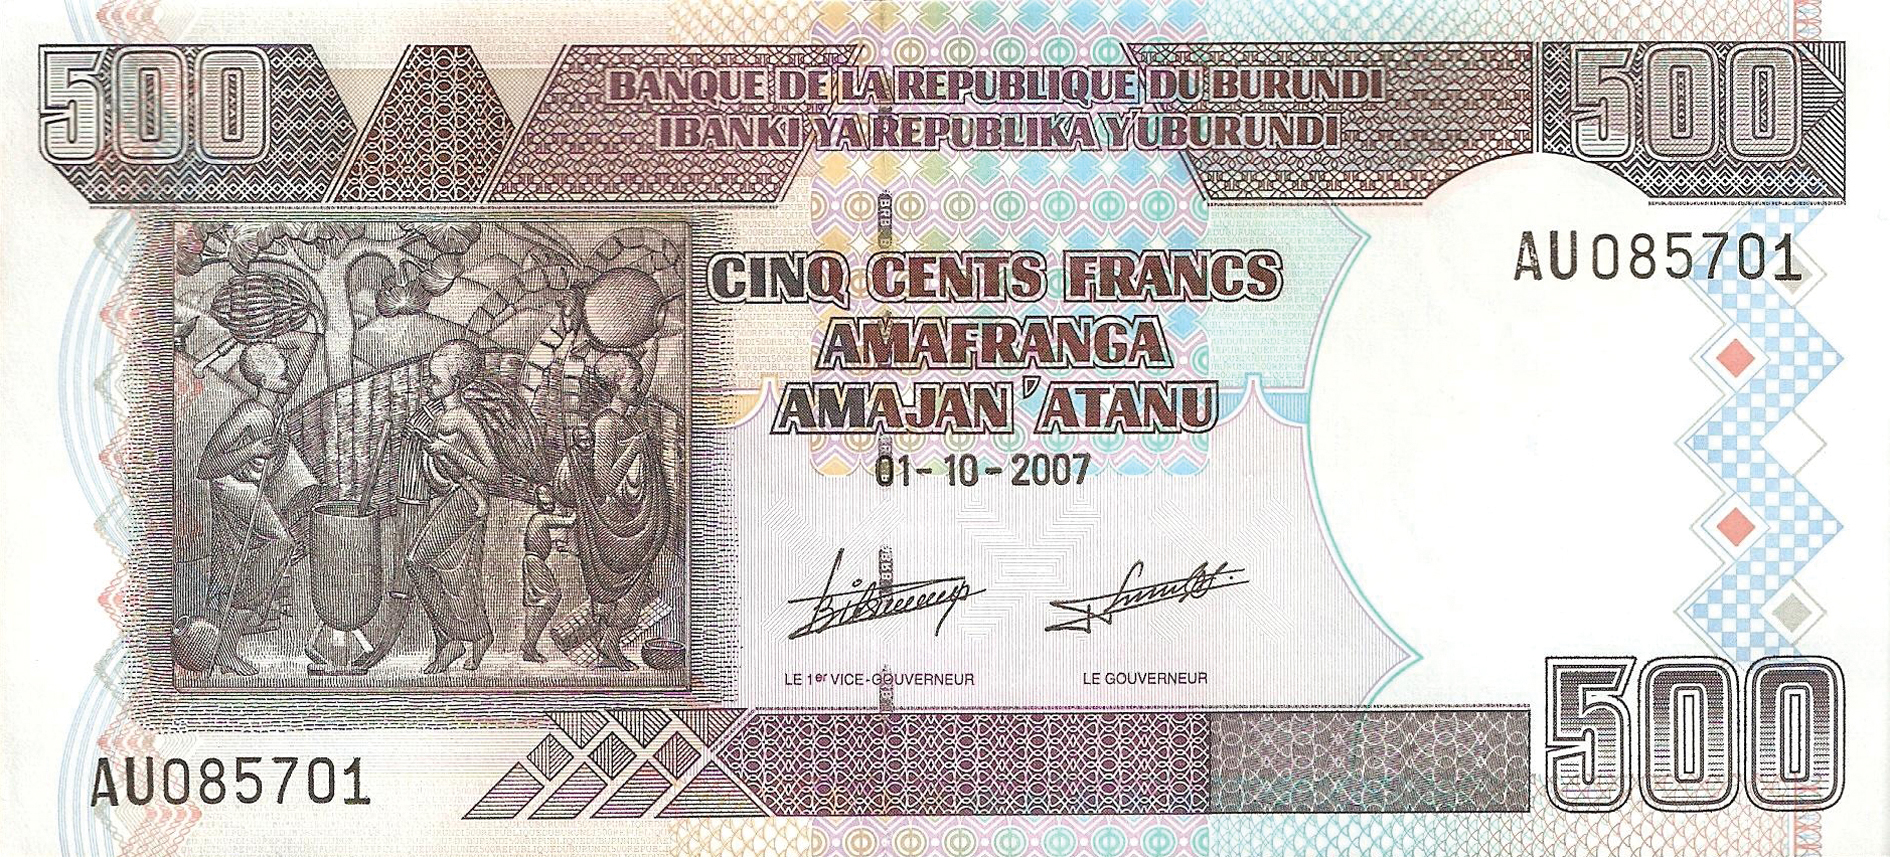 500
BANQUE DE LA REPUBLIQUE DU BURUNDI
500
IBANKI YA REPUBLIKA Y'UBURUNDI
AU085701
CINQ CENTS FRANCS
AMAFRANGA
AMAJAN'ATANU
01-10-2007
LE 1er VICE-GOUVERNEUR
LE GOUVERNEUR
AU085701
500